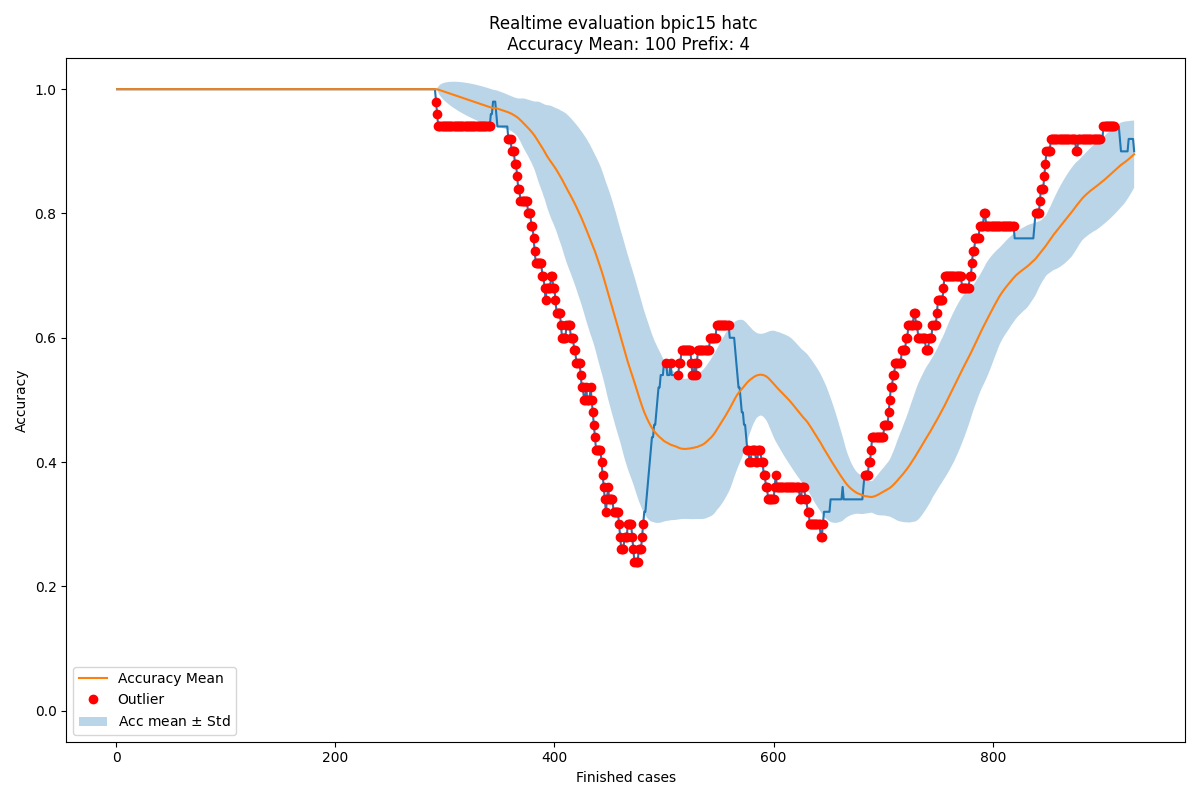 Realtime evaluation bpic15 hatc
Accuracy Mean: 100 Prefix: 4
1.0
0.8
0.6
0.4
0.2
0.0
Accuracy
Accuracy Mean
Outlier
Acc mean ± Std
0 200 400 600 800
Finished cases